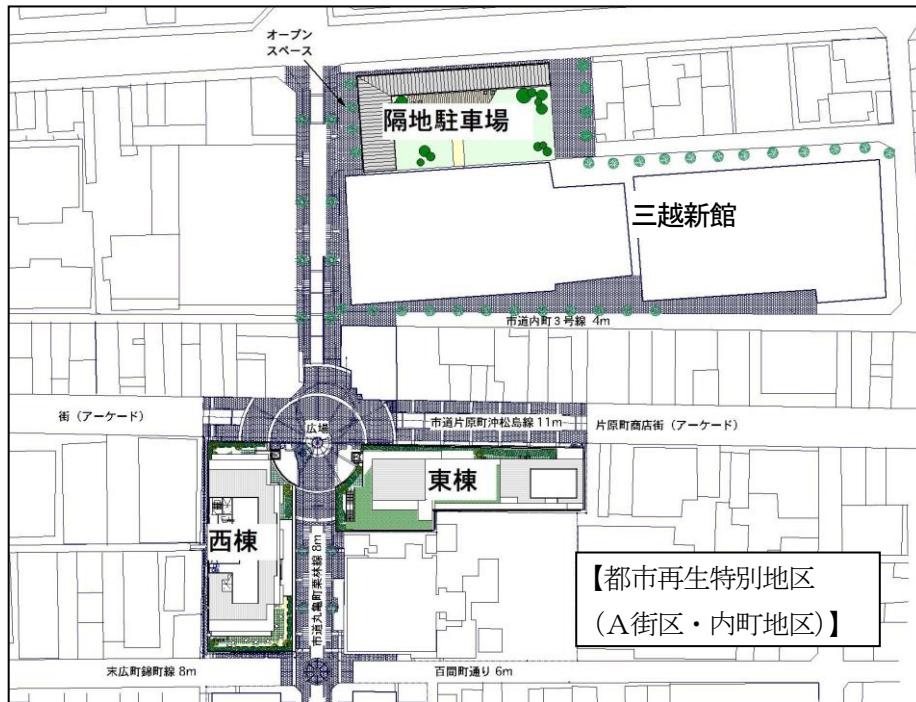 オープン
スペース
隔地駐車場
三越新館
市道内町3号線 4m
街（アーケード）
広場
市道片原町沖松島線 11m
片原町商店街（アーケード）
東棟
西棟
市道丸亀町栗林線 8m
【都市再生特別地区
（A街区・内町地区）】
末広町錦町線 8m
百間町通り 6m